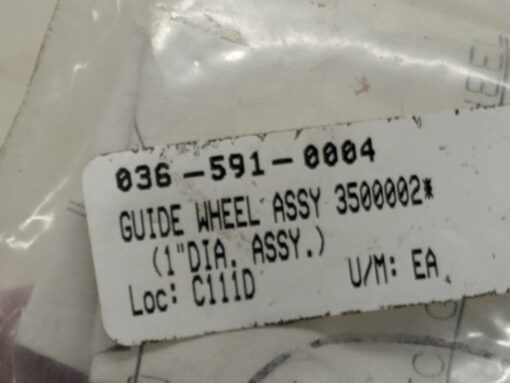 036-591-0004
GUIDE WHEEL ASSY 3500002*
(1"DIA. ASSY.)
Loc: C111D U/M: EA